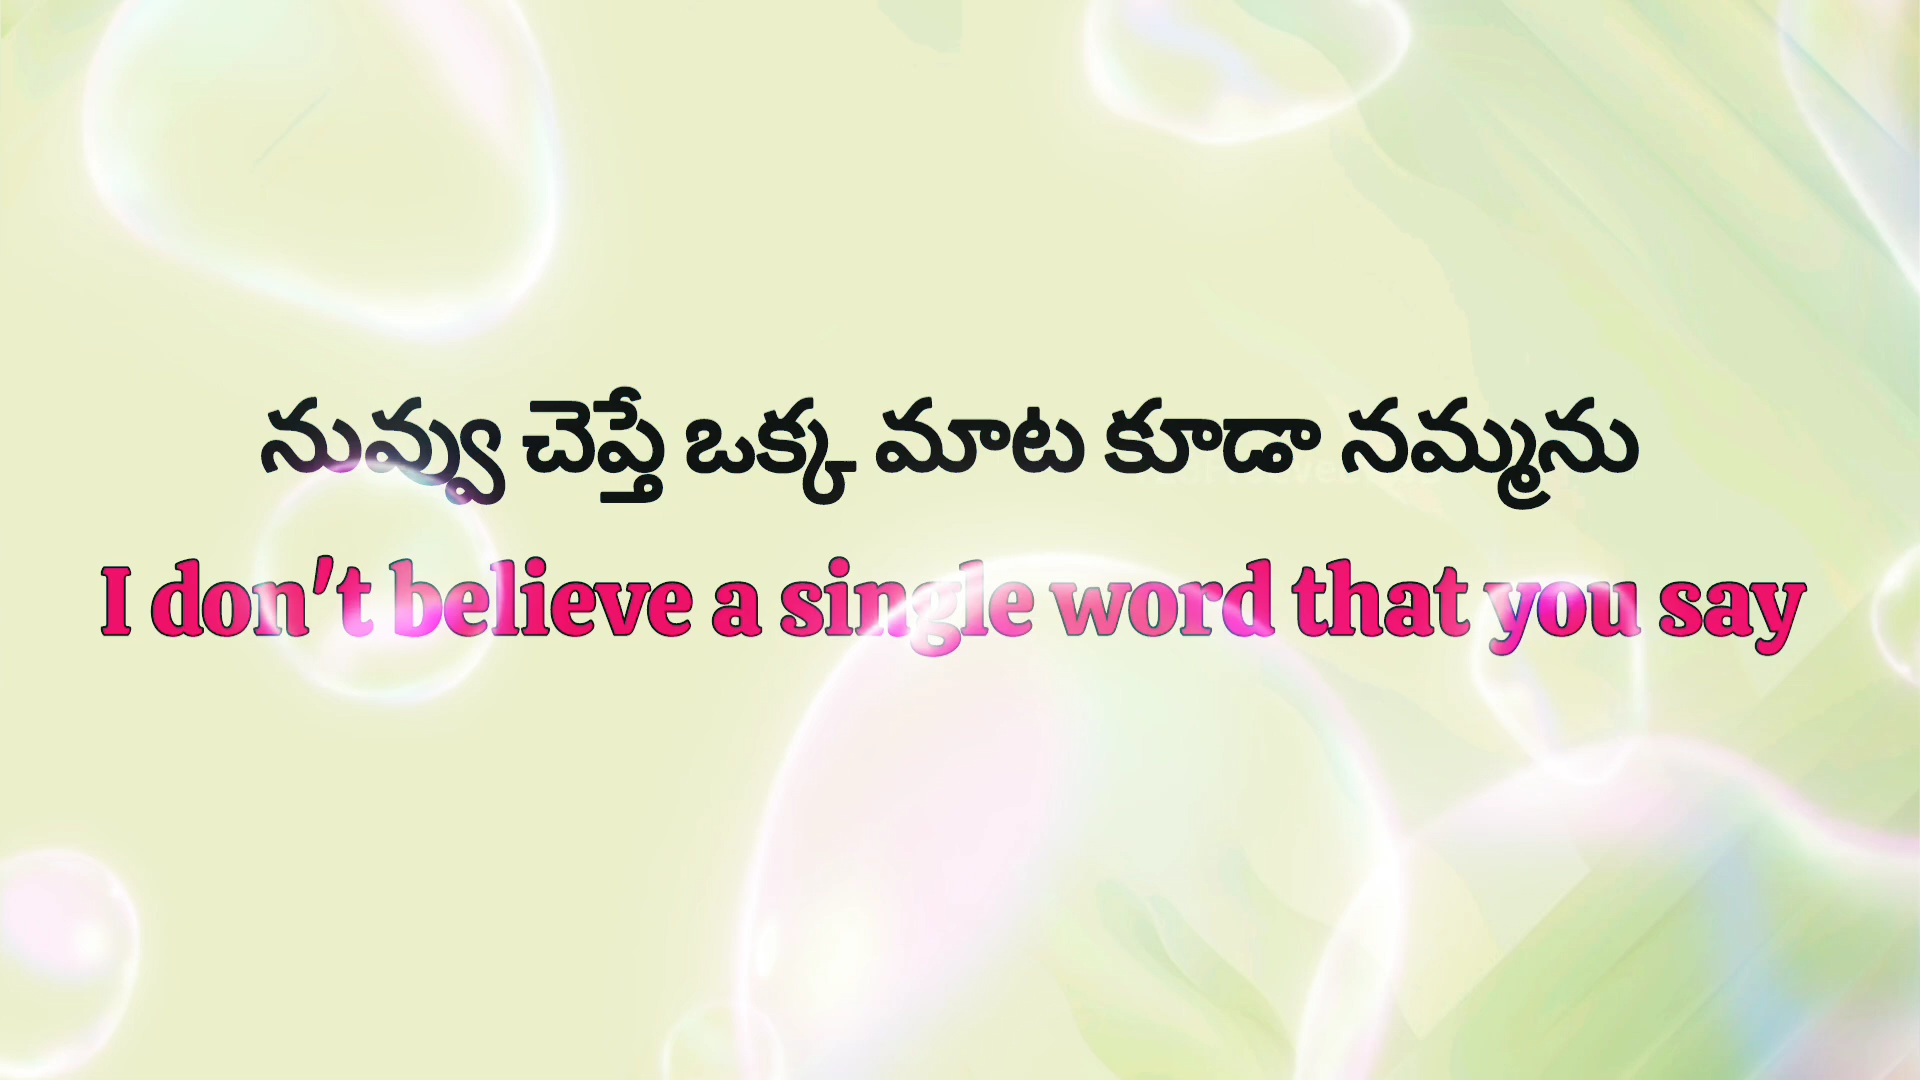 నువ్వు చెప్తే ఒక్క మాట కూడా నమ్మను
I don't believe a single word that you say